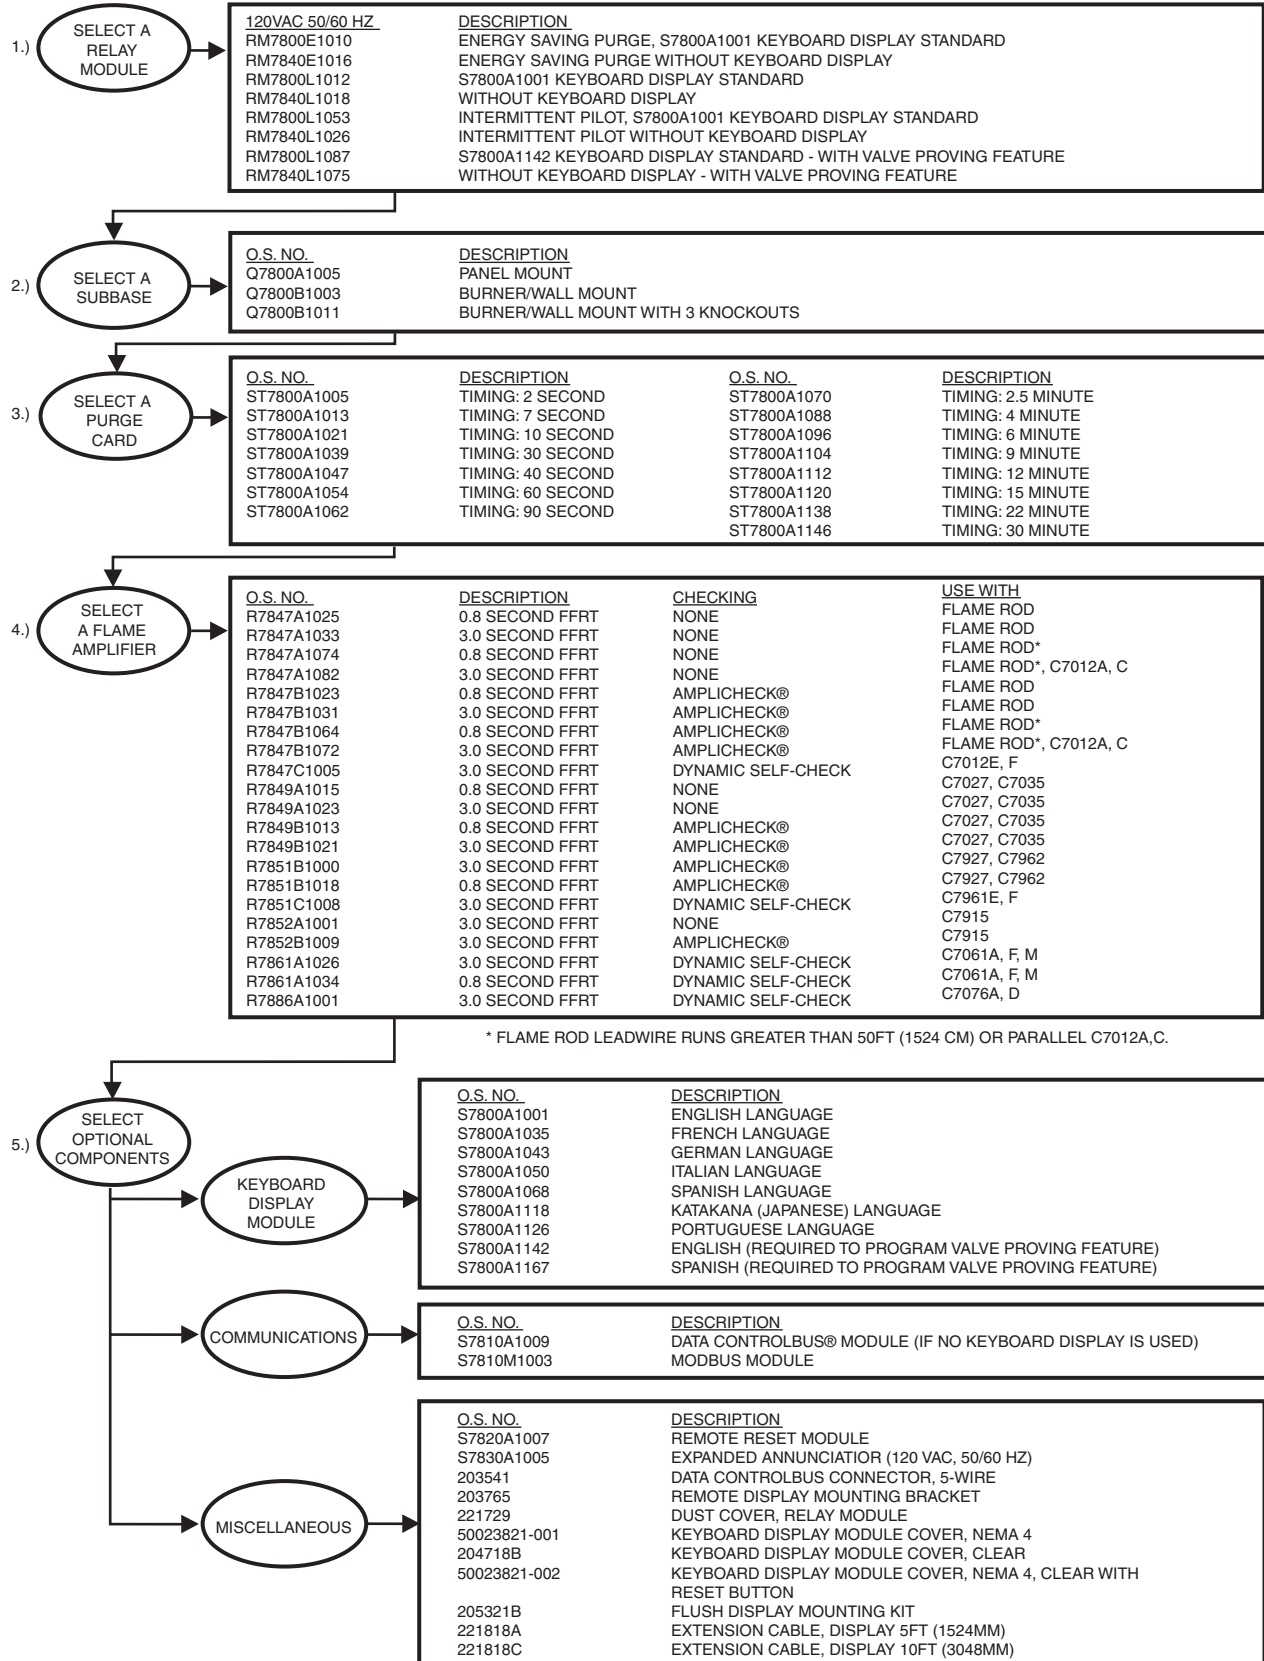 1.) SELECT A
RELAY
MODULE
120VAC 50/60 HZ DESCRIPTION
RM7800E1010 ENERGY SAVING PURGE, S7800A1001 KEYBOARD DISPLAY STANDARD
RM7840E1016 ENERGY SAVING PURGE WITHOUT KEYBOARD DISPLAY
RM7800L1012 S7800A1001 KEYBOARD DISPLAY STANDARD
RM7840L1018 WITHOUT KEYBOARD DISPLAY
RM7800L1053 INTERMITTENT PILOT, S7800A1001 KEYBOARD DISPLAY STANDARD
RM7840L1026 INTERMITTENT PILOT WITHOUT KEYBOARD DISPLAY
RM7800L1087 S7800A1142 KEYBOARD DISPLAY STANDARD - WITH VALVE PROVING FEATURE
RM7840L1075 WITHOUT KEYBOARD DISPLAY - WITH VALVE PROVING FEATURE
2.) SELECT A
SUBBASE
O.S. NO. DESCRIPTION
Q7800A1005 PANEL MOUNT
Q7800B1003 BURNER/WALL MOUNT
Q7800B1011 BURNER/WALL MOUNT WITH 3 KNOCKOUTS
3.) SELECT A
PURGE
CARD
O.S. NO. DESCRIPTION O.S. NO. DESCRIPTION
ST7800A1005 TIMING: 2 SECOND ST7800A1070 TIMING: 2.5 MINUTE
ST7800A1013 TIMING: 7 SECOND ST7800A1088 TIMING: 4 MINUTE
ST7800A1021 TIMING: 10 SECOND ST7800A1096 TIMING: 6 MINUTE
ST7800A1039 TIMING: 30 SECOND ST7800A1104 TIMING: 9 MINUTE
ST7800A1047 TIMING: 40 SECOND ST7800A1112 TIMING: 12 MINUTE
ST7800A1054 TIMING: 60 SECOND ST7800A1120 TIMING: 15 MINUTE
ST7800A1062 TIMING: 90 SECOND ST7800A1138 TIMING: 22 MINUTE
ST7800A1146 TIMING: 30 MINUTE
4.) SELECT
A FLAME
AMPLIFIER
O.S. NO. DESCRIPTION CHECKING USE WITH
R7847A1025 0.8 SECOND FFRT NONE FLAME ROD
R7847A1033 3.0 SECOND FFRT NONE FLAME ROD
R7847A1074 0.8 SECOND FFRT NONE FLAME ROD*
R7847A1082 3.0 SECOND FFRT NONE FLAME ROD*, C7012A, C
R7847B1023 0.8 SECOND FFRT AMPLICHECK® FLAME ROD
R7847B1031 3.0 SECOND FFRT AMPLICHECK® FLAME ROD
R7847B1064 0.8 SECOND FFRT AMPLICHECK® FLAME ROD*
R7847B1072 3.0 SECOND FFRT AMPLICHECK® FLAME ROD*, C7012A, C
R7847C1005 3.0 SECOND FFRT DYNAMIC SELF-CHECK C7012E, F
R7849A1015 0.8 SECOND FFRT NONE C7027, C7035
R7849A1023 3.0 SECOND FFRT NONE C7027, C7035
R7849B1013 0.8 SECOND FFRT AMPLICHECK® C7027, C7035
R7849B1021 3.0 SECOND FFRT AMPLICHECK® C7027, C7035
R7851B1000 3.0 SECOND FFRT AMPLICHECK® C7927, C7962
R7851B1018 0.8 SECOND FFRT AMPLICHECK® C7927, C7962
R7851C1008 3.0 SECOND FFRT DYNAMIC SELF-CHECK C7961E, F
R7852A1001 3.0 SECOND FFRT NONE C7915
R7852B1009 3.0 SECOND FFRT AMPLICHECK® C7915
R7861A1026 3.0 SECOND FFRT DYNAMIC SELF-CHECK C7061A, F, M
R7861A1034 0.8 SECOND FFRT DYNAMIC SELF-CHECK C7061A, F, M
R7886A1001 3.0 SECOND FFRT DYNAMIC SELF-CHECK C7076A, D
* FLAME ROD LEADWIRE RUNS GREATER THAN 50FT (1524 CM) OR PARALLEL C7012A,C.
5.) SELECT
OPTIONAL
COMPONENTS
KEYBOARD
DISPLAY
MODULE
O.S. NO. DESCRIPTION
S7800A1001 ENGLISH LANGUAGE
S7800A1035 FRENCH LANGUAGE
S7800A1043 GERMAN LANGUAGE
S7800A1050 ITALIAN LANGUAGE
S7800A1068 SPANISH LANGUAGE
S7800A1118 KATAKANA (JAPANESE) LANGUAGE
S7800A1126 PORTUGUESE LANGUAGE
S7800A1142 ENGLISH (REQUIRED TO PROGRAM VALVE PROVING FEATURE)
S7800A1167 SPANISH (REQUIRED TO PROGRAM VALVE PROVING FEATURE)
COMMUNICATIONS
O.S. NO. DESCRIPTION
S7810A1009 DATA CONTROLBUS® MODULE (IF NO KEYBOARD DISPLAY IS USED)
S7810M1003 MODBUS MODULE
MISCELLANEOUS
O.S. NO. DESCRIPTION
S7820A1007 REMOTE RESET MODULE
S7830A1005 EXPANDED ANNUNCIATIOR (120 VAC, 50/60 HZ)
203541 DATA CONTROLBUS CONNECTOR, 5-WIRE
203765 REMOTE DISPLAY MOUNTING BRACKET
221729 DUST COVER, RELAY MODULE
50023821-001 KEYBOARD DISPLAY MODULE COVER, NEMA 4
204718B KEYBOARD DISPLAY MODULE COVER, CLEAR
50023821-002 KEYBOARD DISPLAY MODULE COVER, NEMA 4, CLEAR WITH
RESET BUTTON
205321B FLUSH DISPLAY MOUNTING KIT
221818A EXTENSION CABLE, DISPLAY 5FT (1524MM)
221818C EXTENSION CABLE, DISPLAY 10FT (3048MM)